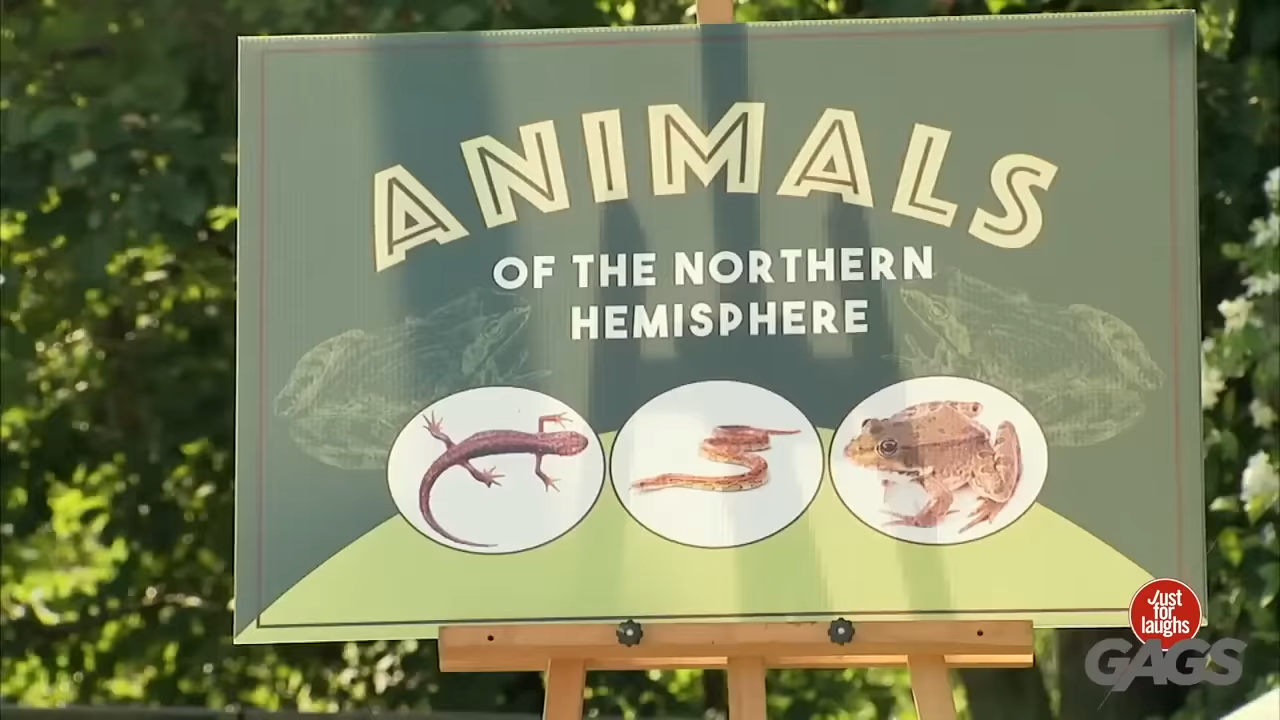 ANIMALS
OF THE NORTHERN
HEMISPHERE
Just
for
laughs
GAGS